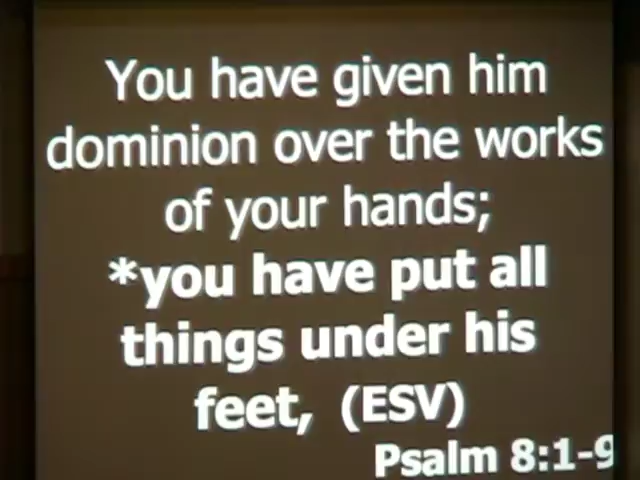 You have given him
dominion over the works
of your hands;
*you have put all
things under his
feet, (ESV)
Psalm 8:1-9